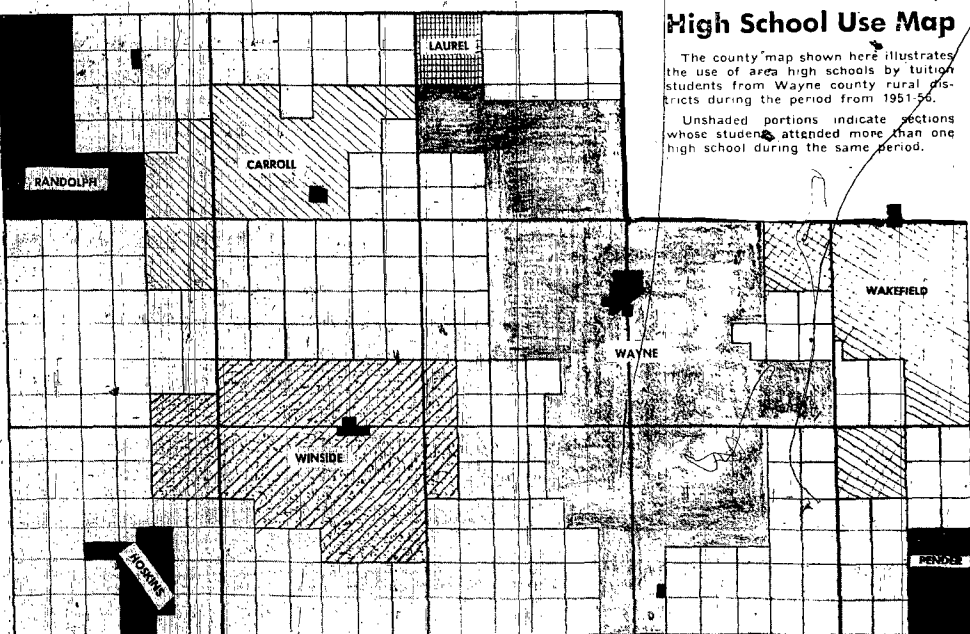 High School Use Map
The county map shown here illustrates
the use of area high schools by tuition
students from Wayne county rural dis-
tricts during the period from 1951-56.
Unshaded portions indicate sections
whose students attended more than one
high school during the same period.
LAUREL
CARROLL
RANDOLPH
WAKEFIELD
WAYNE
WINSIDE
HOSKINS
PENDER